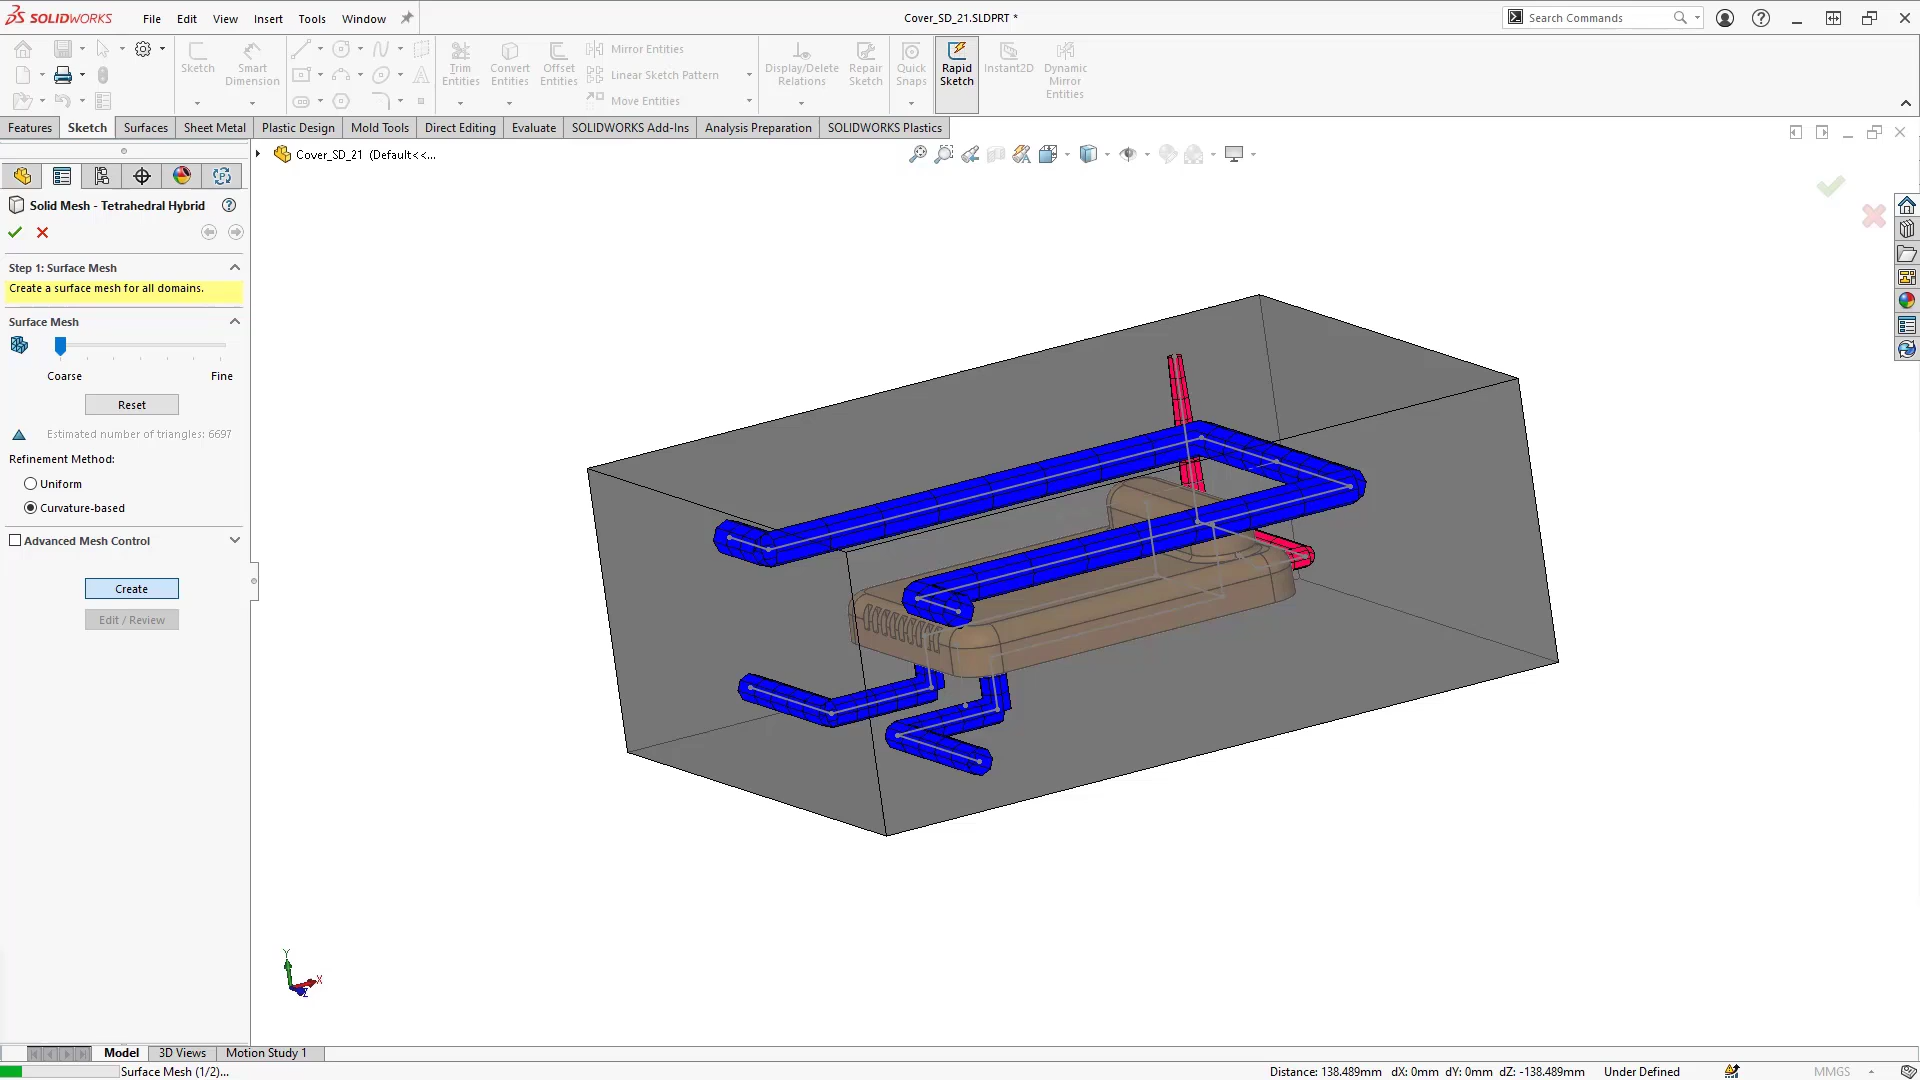 SOLIDWORKS
File
Edit
View
Insert
Tools
Window
Cover_SD_21.SLDPRT *
Search Commands
Sketch
Smart
Dimension
Trim
Entities
Convert
Entities
Offset
Entities
Mirror Entities
Linear Sketch Pattern
Move Entities
Display/Delete
Relations
Repair
Sketch
Quick
Snaps
Rapid
Sketch
Instant2D
Dynamic
Mirror
Entities
Features
Sketch
Surfaces
Sheet Metal
Plastic Design
Mold Tools
Direct Editing
Evaluate
SOLIDWORKS Add-Ins
Analysis Preparation
SOLIDWORKS Plastics
Cover_SD_21 (Default<<...
Solid Mesh - Tetrahedral Hybrid
Step 1: Surface Mesh
Create a surface mesh for all domains.
Surface Mesh
Coarse
Fine
Reset
Estimated number of triangles: 6697
Refinement Method:
Uniform
Curvature-based
Advanced Mesh Control
Create
Edit / Review
Y
X
Z
Model
3D Views
Motion Study 1
Surface Mesh (1/2)...
Distance: 138.489mm dX: 0mm dY: 0mm dZ: -138.489mm
Under Defined
MMGS